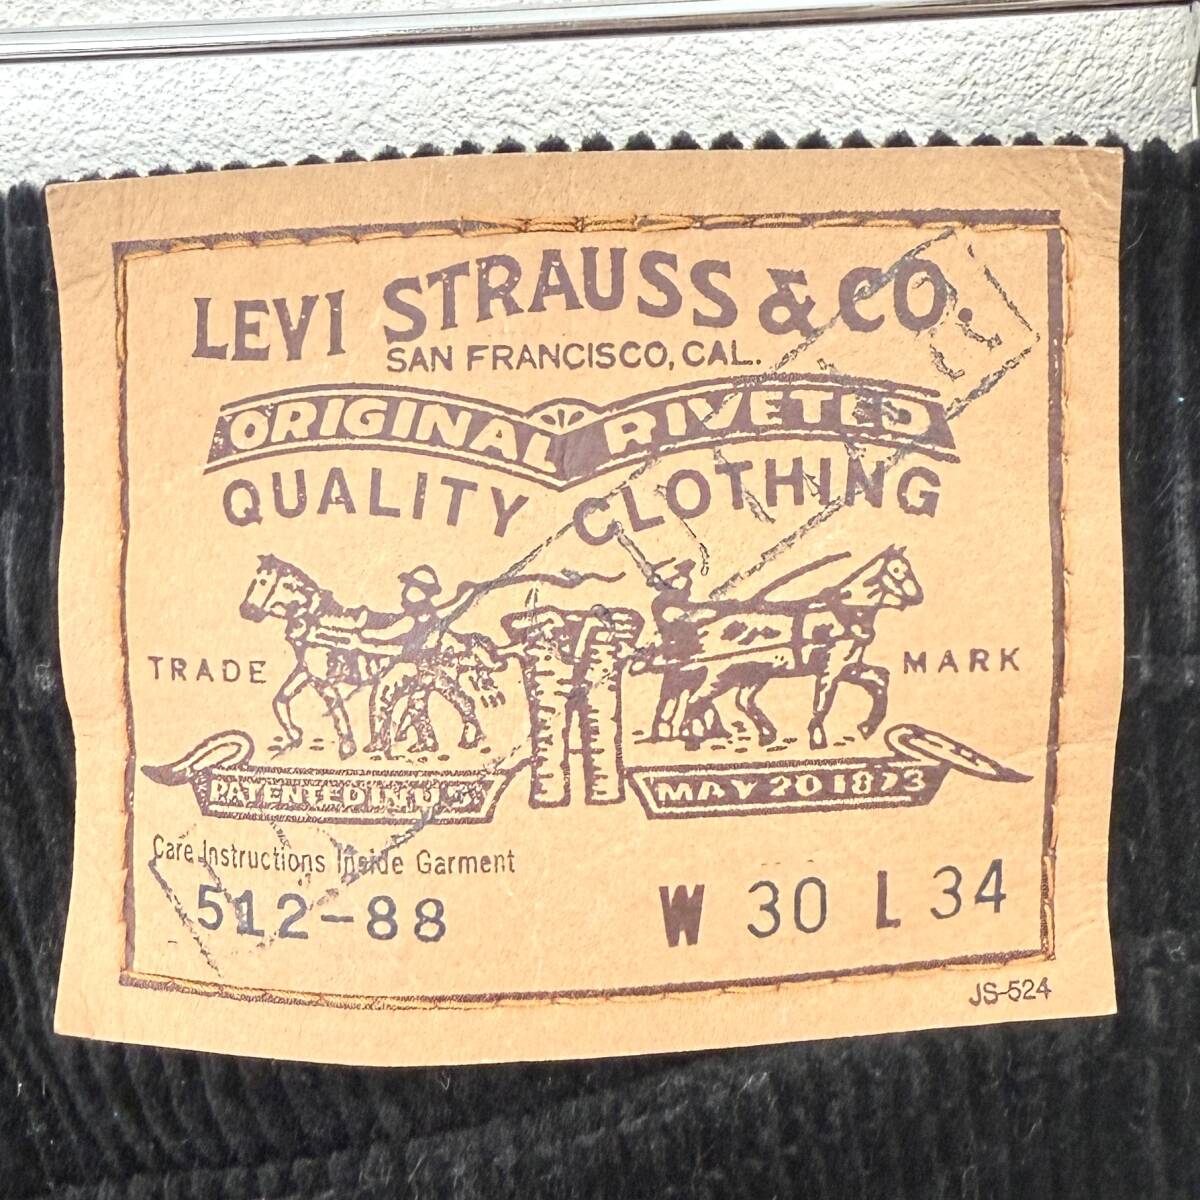 LEVI STRAUSS & CO.
SAN FRANCISCO, CAL.
ORIGINAL RIVETED
QUALITY CLOTHING
TRADE MARK
PATENTED IN U.S. MAY 20 1873
Care Instructions Inside Garment
512-88 W 30 L 34
JS-524